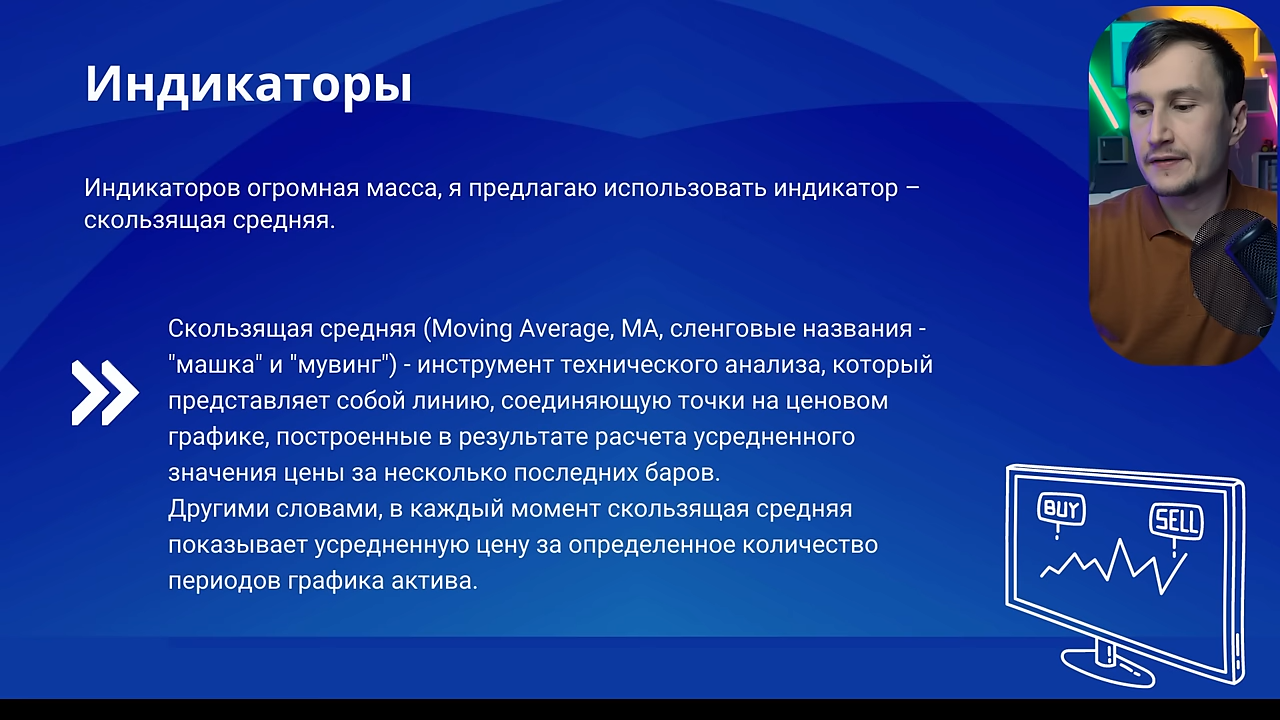 Индикаторы
Индикаторов огромная масса, я предлагаю использовать индикатор –
скользящая средняя.
Скользящая средняя (Moving Average, MA, сленговые названия -
"машка" и "мувинг") - инструмент технического анализа, который
представляет собой линию, соединяющую точки на ценовом
графике, построенные в результате расчета усредненного
значения цены за несколько последних баров.
Другими словами, в каждый момент скользящая средняя
показывает усредненную цену за определенное количество
периодов графика актива.
BUY
SELL